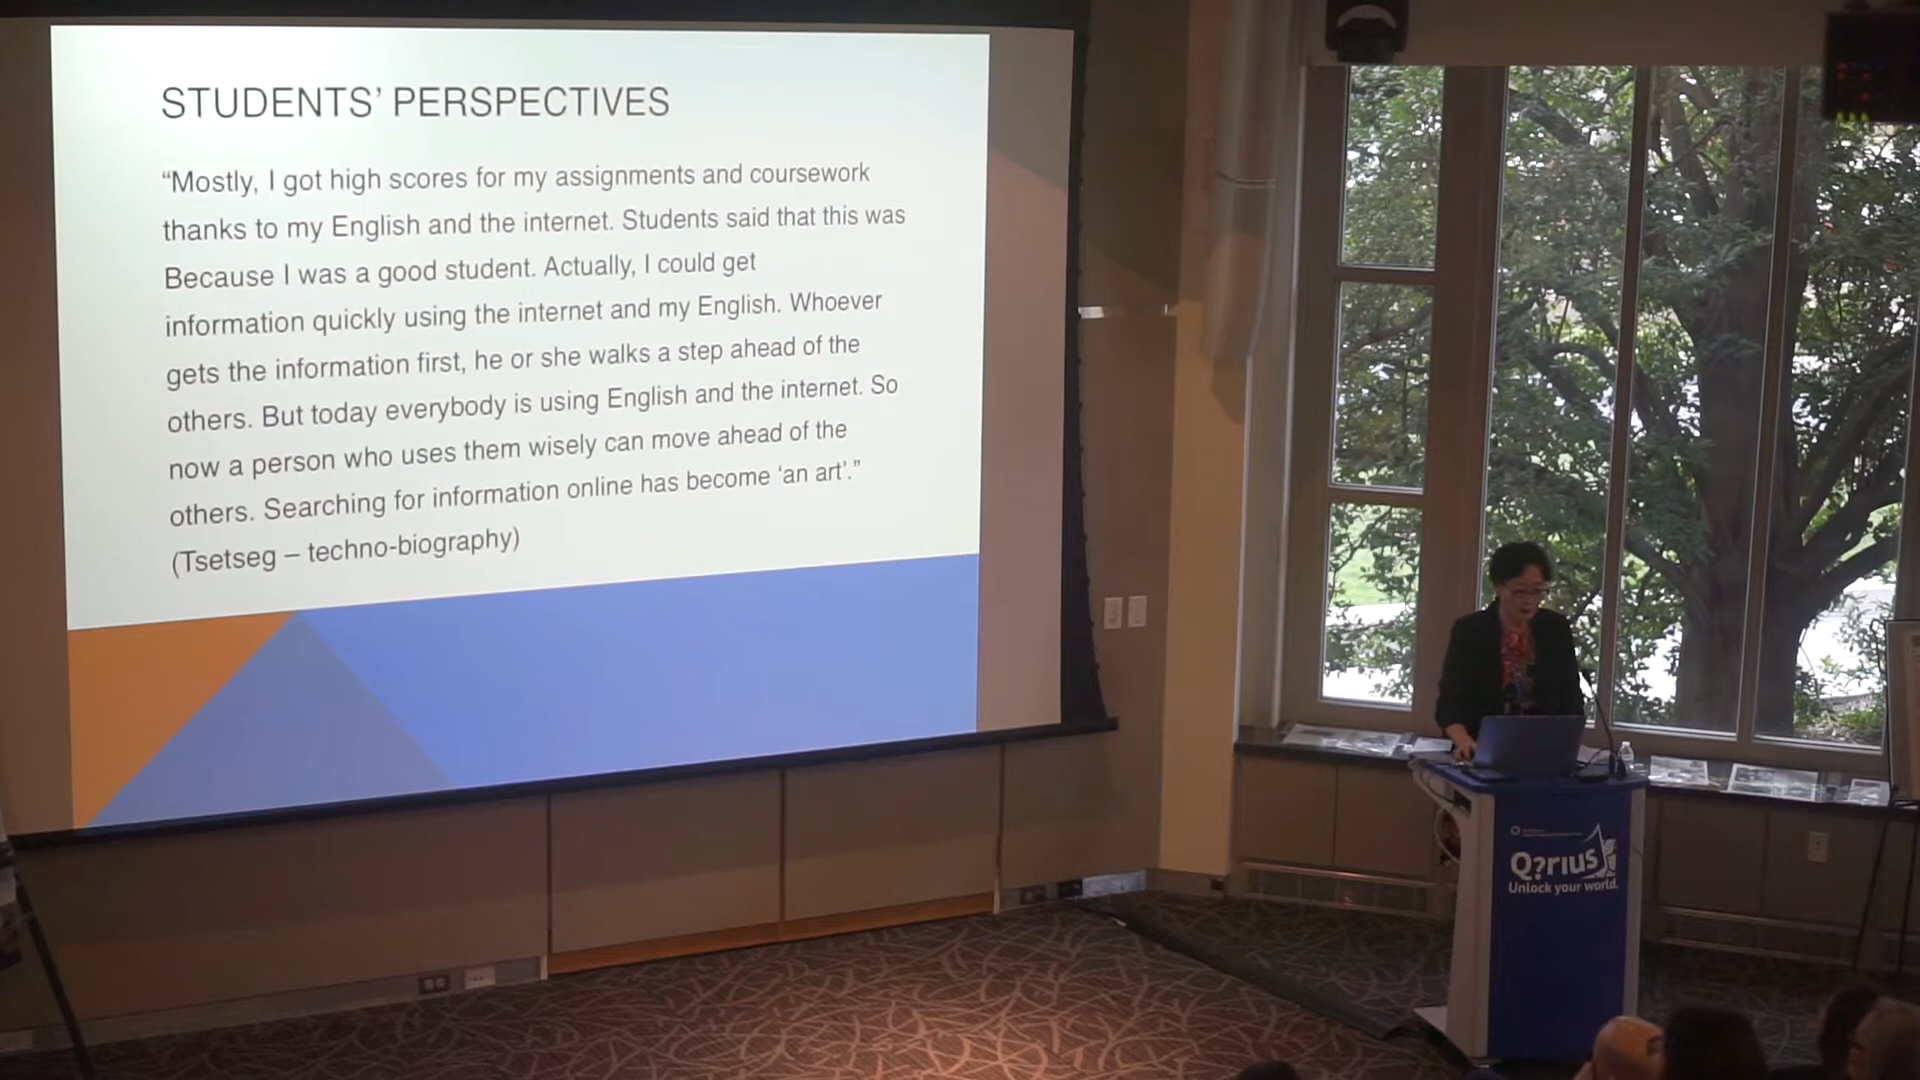 STUDENTS’ PERSPECTIVES
“Mostly, I got high scores for my assignments and coursework
thanks to my English and the internet. Students said that this was
Because I was a good student. Actually, I could get
information quickly using the internet and my English. Whoever
gets the information first, he or she walks a step ahead of the
others. But today everybody is using English and the internet. So
now a person who uses them wisely can move ahead of the
others. Searching for information online has become ‘an art’.”
(Tsetseg – techno-biography)
Q?rius
Unlock your world.